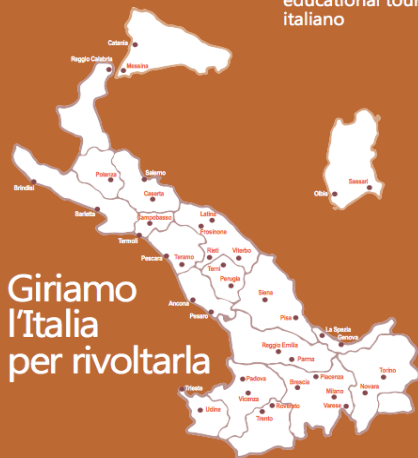 educational tour
italiano
Catania
Reggio Calabria
Messina
Salerno
Potenza
Sassari
Brindisi
Olbia
Caserta
Barletta
Latina
Campobasso
Frosinone
Termoli
Rieti
Viterbo
Pescara
Teramo
Terni
Perugia
Giriamo
l'Italia
per rivoltarla
Siena
Ancona
Pesaro
Pisa
La Spezia
Genova
Reggio Emilia
Parma
Torino
Trieste
Padova
Piacenza
Brescia
Novara
Vicenza
Milano
Rovereto
Varese
Udine
Trento